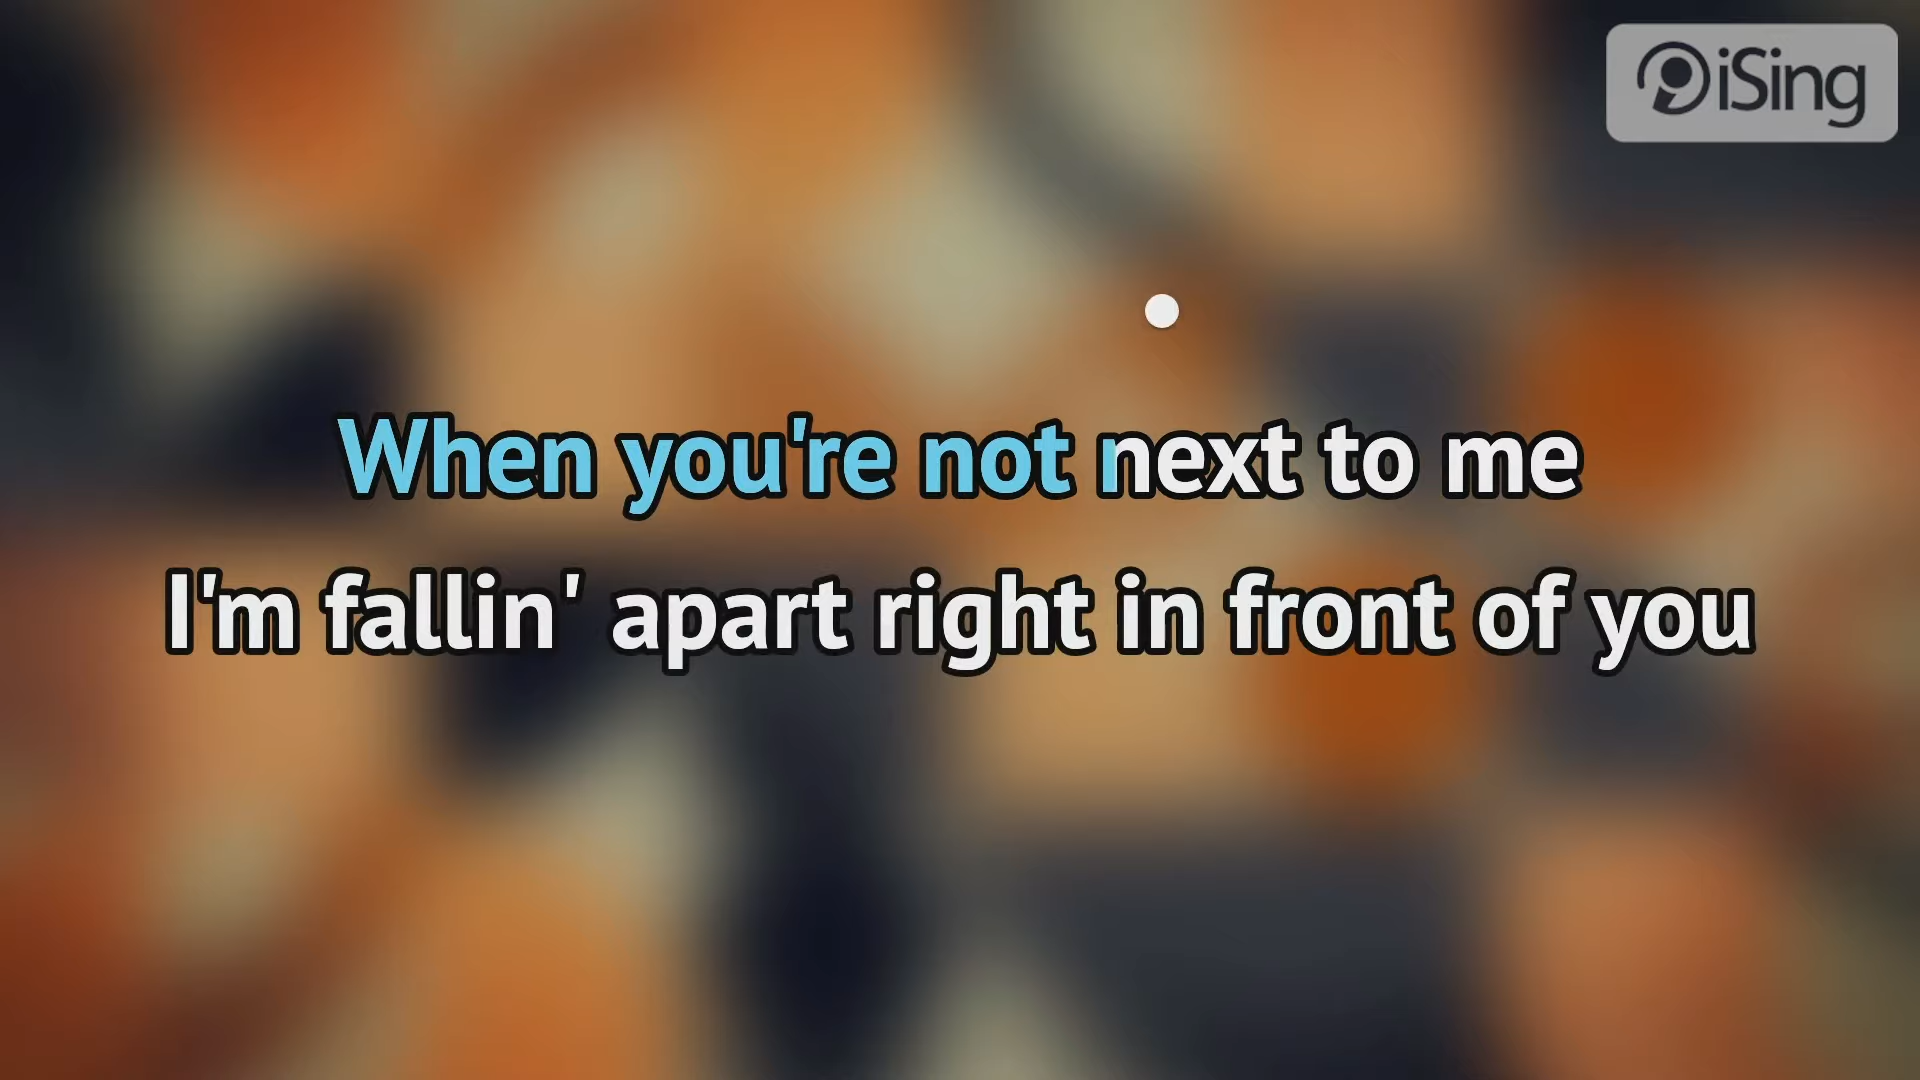 iSing
When you're not next to me
I'm fallin' apart right in front of you